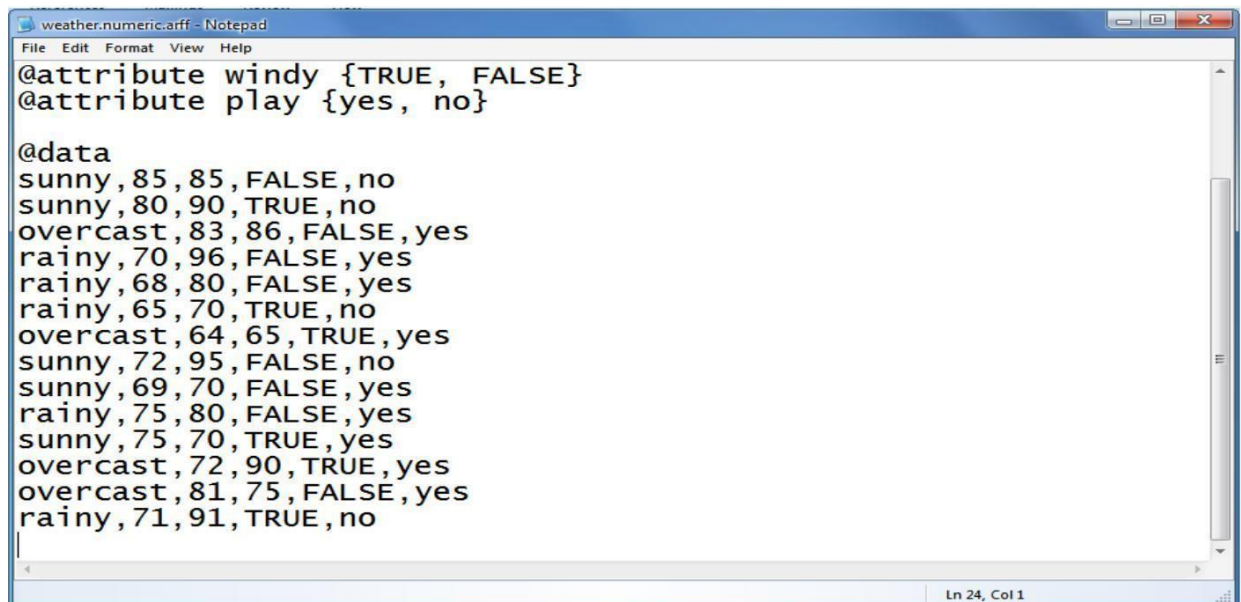 weather.numeric.arff - Notepad
File Edit Format View Help
@attribute windy {TRUE, FALSE}
@attribute play {yes, no}
@data
sunny,85,85,FALSE,no
sunny,80,90,TRUE,no
overcast,83,86,FALSE,yes
rainy,70,96,FALSE,yes
rainy,68,80,FALSE,yes
rainy,65,70,TRUE,no
overcast,64,65,TRUE,yes
sunny,72,95,FALSE,no
sunny,69,70,FALSE,yes
rainy,75,80,FALSE,yes
sunny,75,70,TRUE,yes
overcast,72,90,TRUE,yes
overcast,81,75,FALSE,yes
rainy,71,91,TRUE,no
Ln 24, Col 1